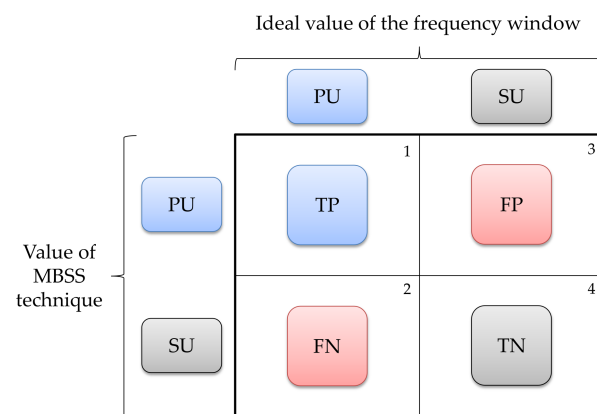 Ideal value of the frequency window
PU
SU
1
3
PU
TP
FP
Value of
MBSS
technique
2
4
SU
FN
TN